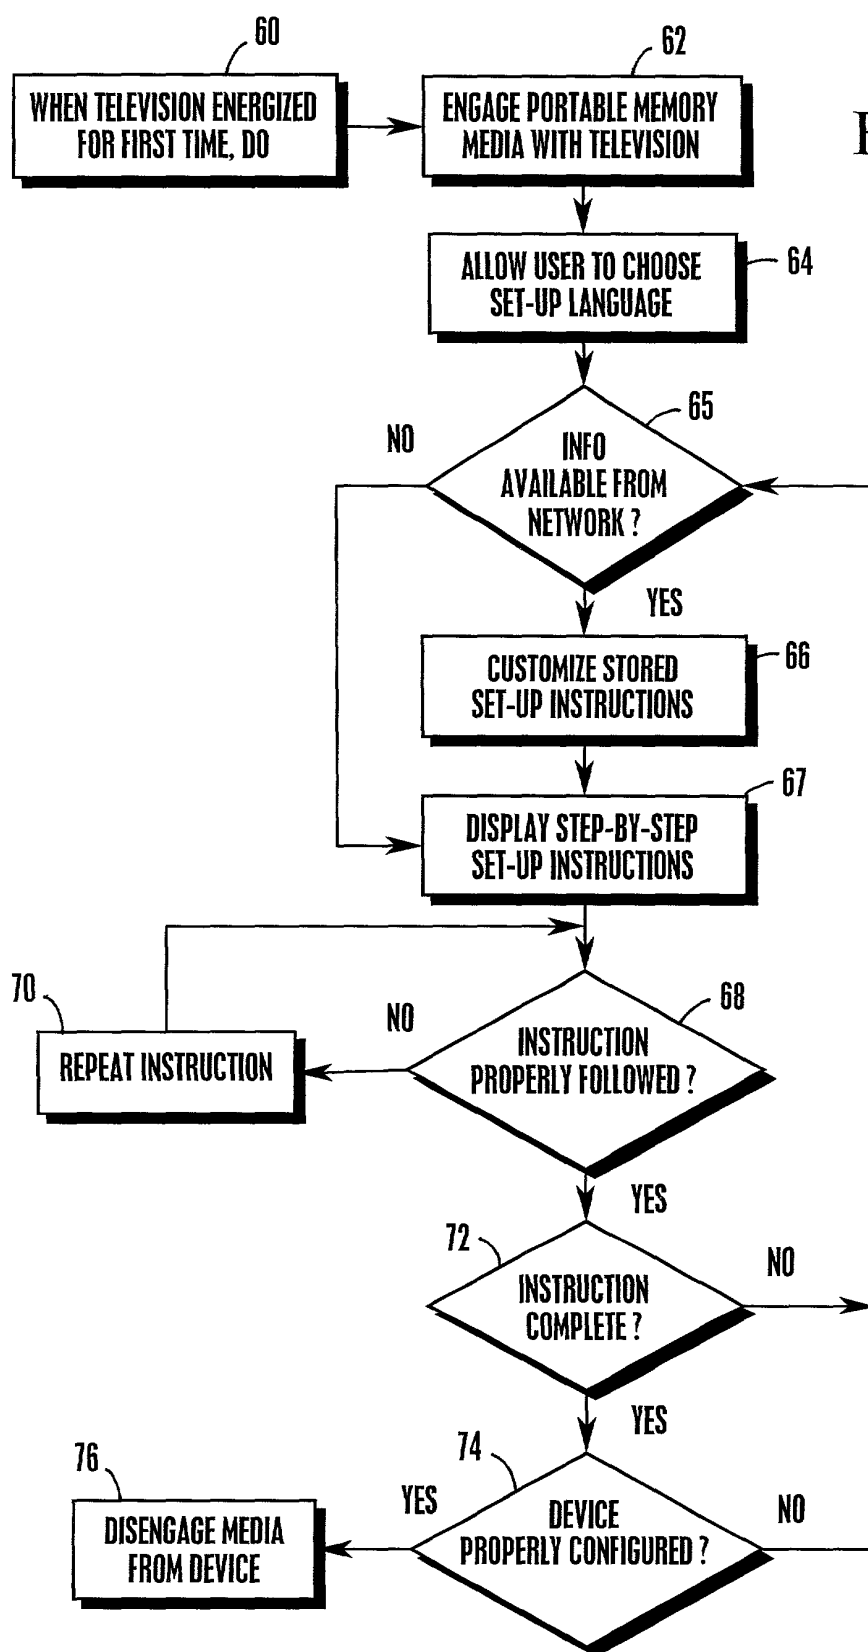 60
WHEN TELEVISION ENERGIZED
FOR FIRST TIME, DO
62
ENGAGE PORTABLE MEMORY
MEDIA WITH TELEVISION
ALLOW USER TO CHOOSE
SET-UP LANGUAGE
64
65
INFO
AVAILABLE FROM
NETWORK ?
NO
YES
CUSTOMIZE STORED
SET-UP INSTRUCTIONS
66
67
DISPLAY STEP-BY-STEP
SET-UP INSTRUCTIONS
68
INSTRUCTION
PROPERLY FOLLOWED ?
NO
70
REPEAT INSTRUCTION
YES
72
INSTRUCTION
COMPLETE ?
NO
YES
74
DEVICE
PROPERLY CONFIGURED ?
YES
NO
76
DISENGAGE MEDIA
FROM DEVICE